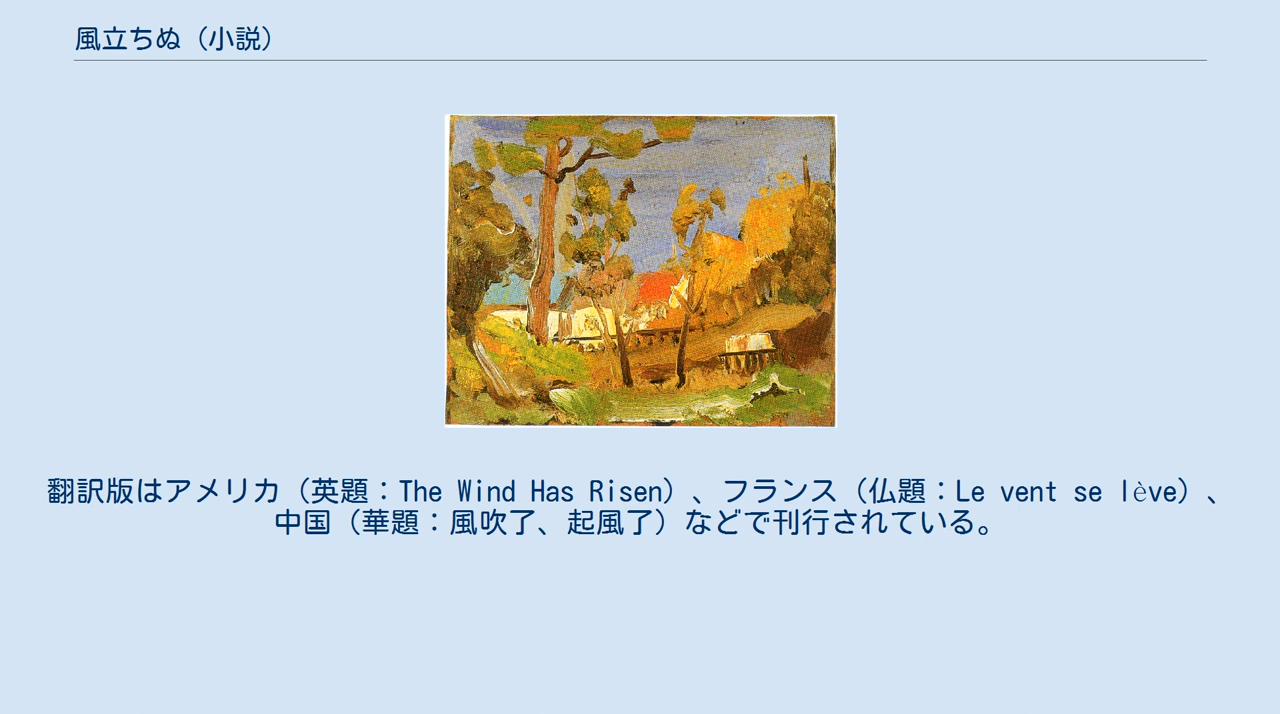 風立ちぬ（小説）
翻訳版はアメリカ（英題：The Wind Has Risen）、フランス（仏題：Le vent se lève）、
中国（華題：風吹了、起風了）などで刊行されている。